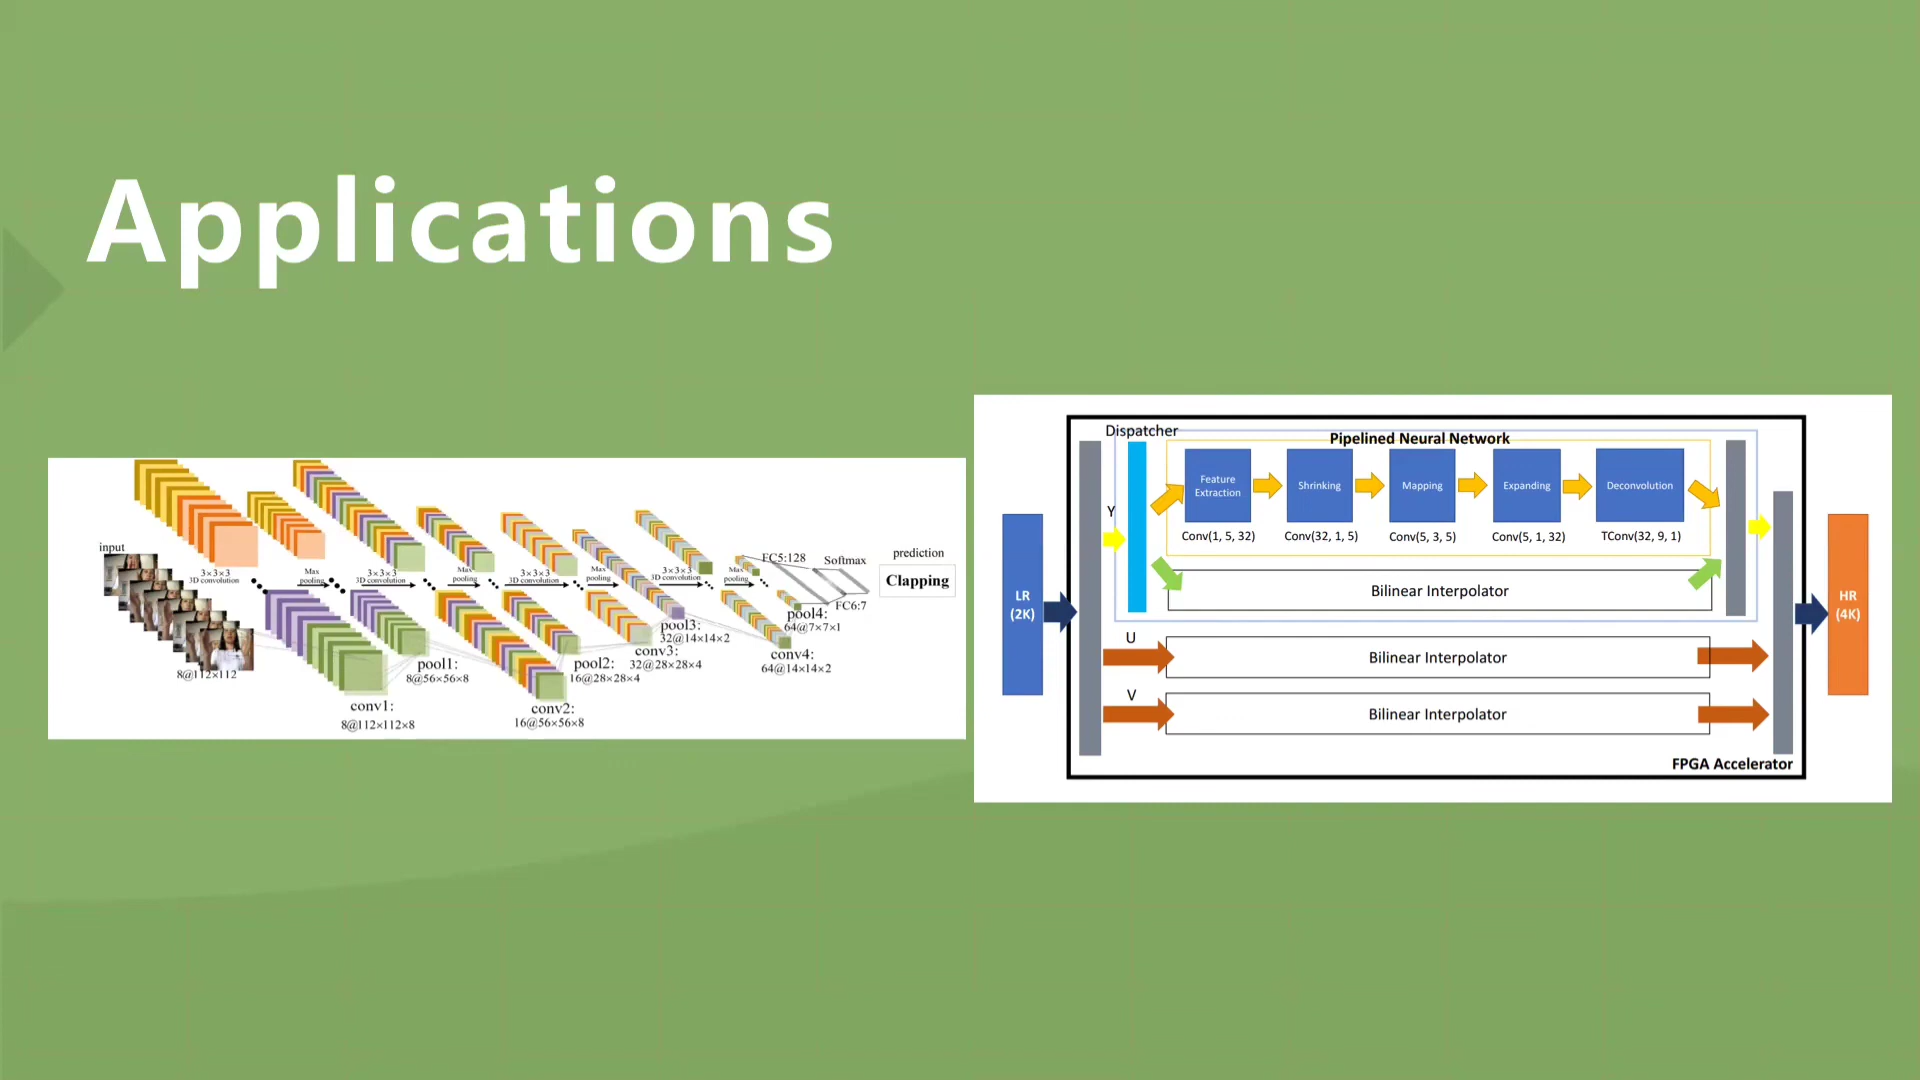 Applications
input
3×3×3
3D convolution
Max
pooling
3×3×3
3D convolution
Max
pooling
3×3×3
3D convolution
Max
pooling
3×3×3
3D convolution
Max
pooling
FC5:128
Softmax
FC6:7
prediction
Clapping
8@112×112
conv1:
8@112×112×8
pool1:
8@56×56×8
conv2:
16@56×56×8
pool2:
16@28×28×4
conv3:
32@28×28×4
pool3:
32@14×14×2
conv4:
64@14×14×2
pool4:
64@7×7×1
Dispatcher
Pipelined Neural Network
Y
Feature
Extraction
Shrinking
Mapping
Expanding
Deconvolution
Conv(1, 5, 32)
Conv(32, 1, 5)
Conv(5, 3, 5)
Conv(5, 1, 32)
TConv(32, 9, 1)
Bilinear Interpolator
LR
(2K)
HR
(4K)
U
Bilinear Interpolator
V
Bilinear Interpolator
FPGA Accelerator